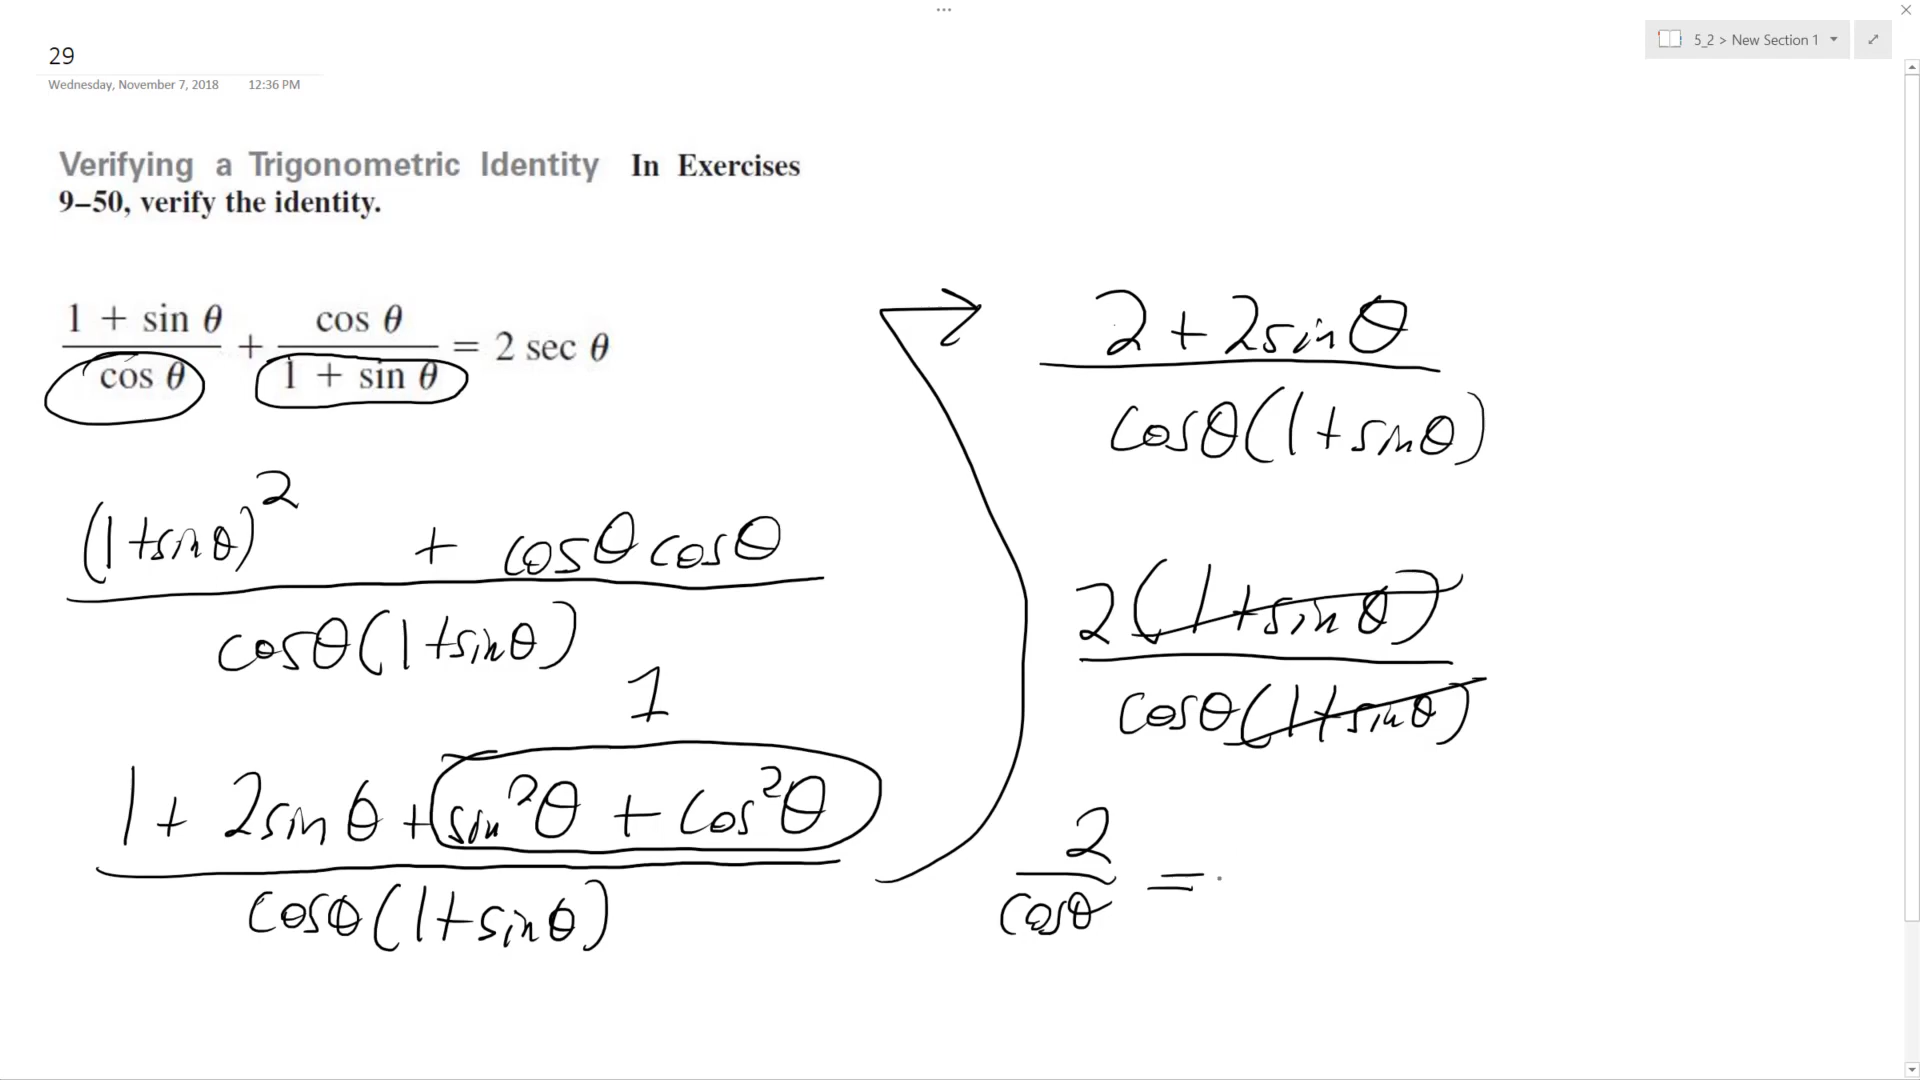 29
Wednesday, November 7, 2018 12:36 PM
5_2 > New Section 1
Verifying a Trigonometric Identity In Exercises
9–50, verify the identity.
1 + sin θ cos θ
+ = 2 sec θ
cos θ 1 + sin θ
(1+sinθ)² + cosθ cosθ
cosθ(1+sinθ)
1
1 + 2sinθ + sin²θ + cos²θ
cosθ(1+sinθ)
2 + 2sinθ
cosθ(1+sinθ)
2(1+sinθ)
cosθ(1+sinθ)
2
cosθ =